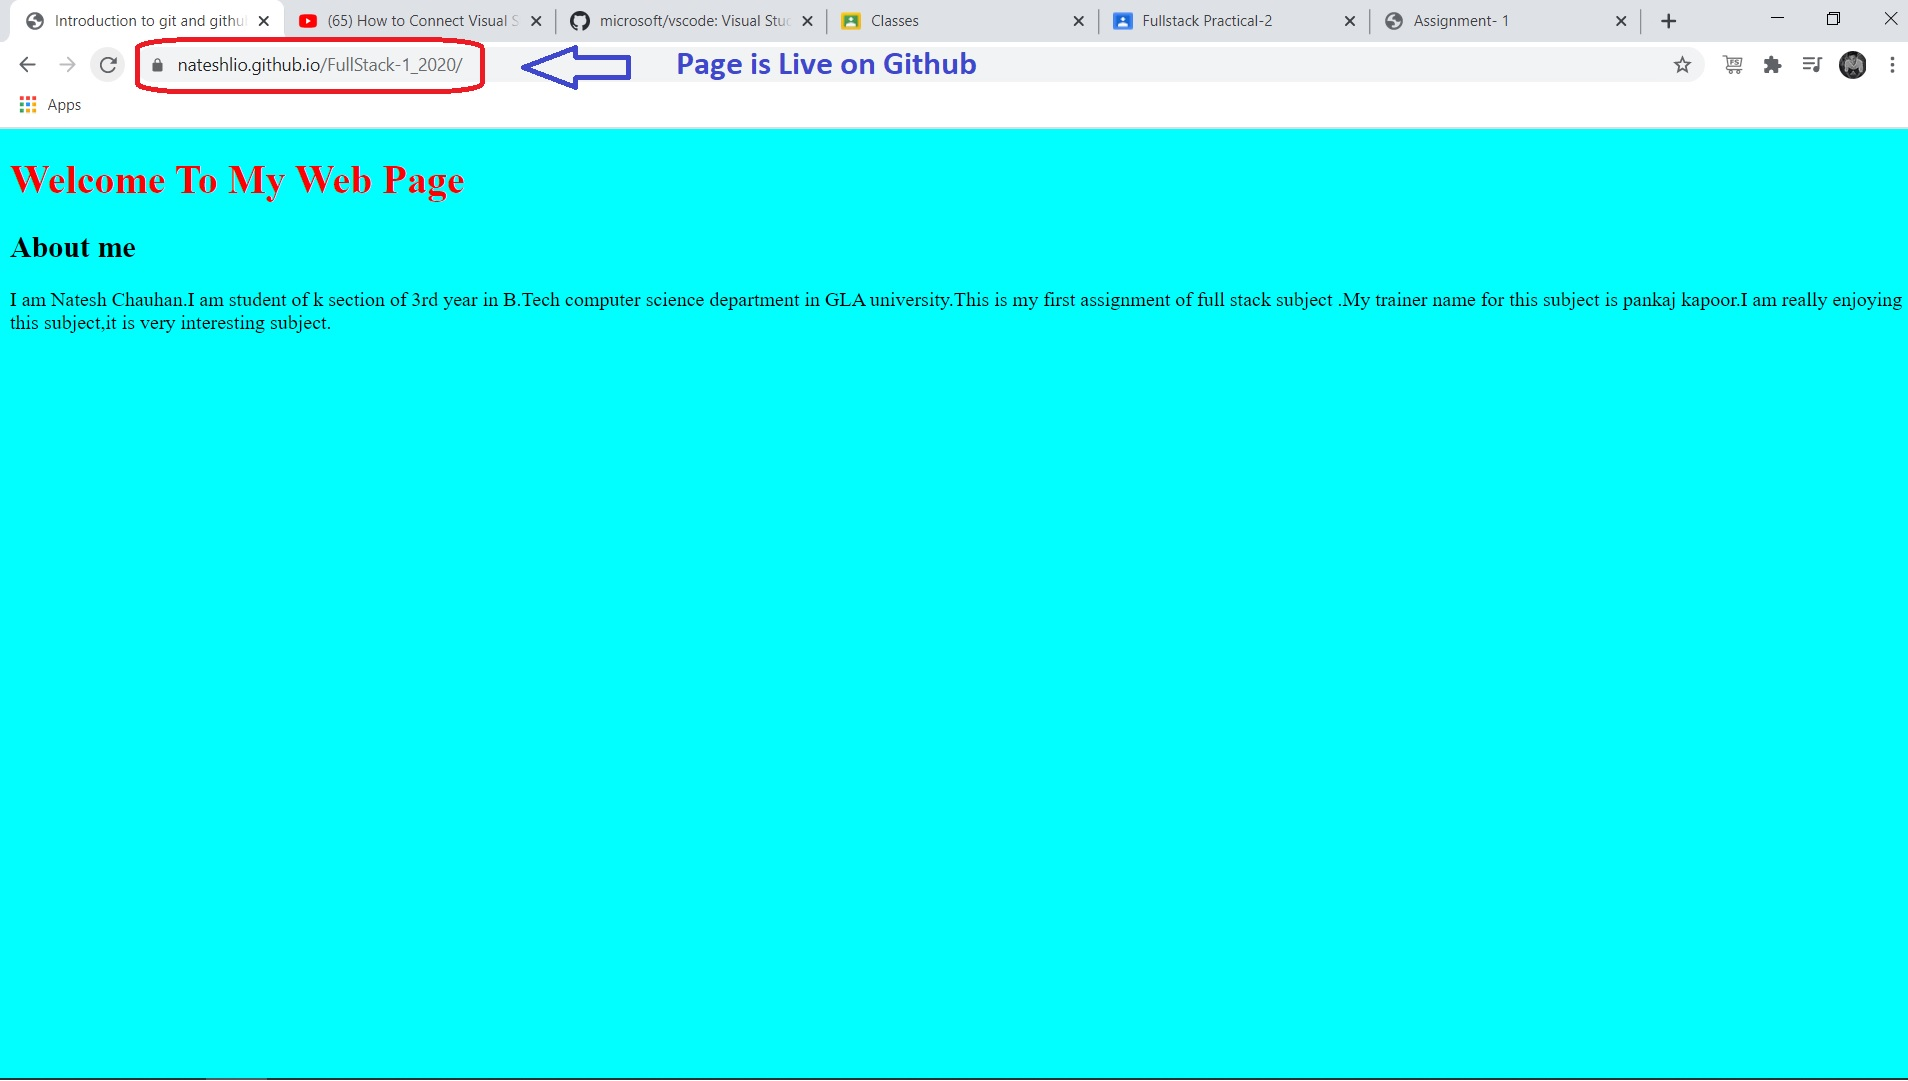 Introduction to git and githu
(65) How to Connect Visual S
microsoft/vscode: Visual Stud
Classes
Fullstack Practical-2
Assignment- 1
nateshlio.github.io/FullStack-1_2020/
Page is Live on Github
Apps
Welcome To My Web Page
About me
I am Natesh Chauhan.I am student of k section of 3rd year in B.Tech computer science department in GLA university.This is my first assignment of full stack subject .My trainer name for this subject is pankaj kapoor.I am really enjoying
this subject,it is very interesting subject.